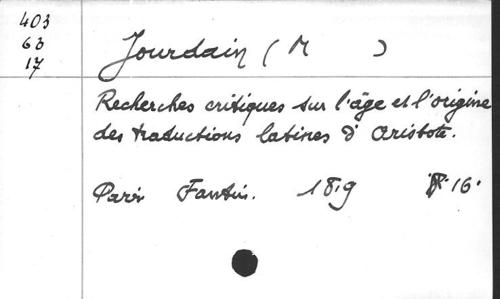 403
63
17
Jourdain (M )
Recherches critiques sur l'âge et l'origine
des traductions latines d'Aristote.
Paris Fantin. 1819 16.